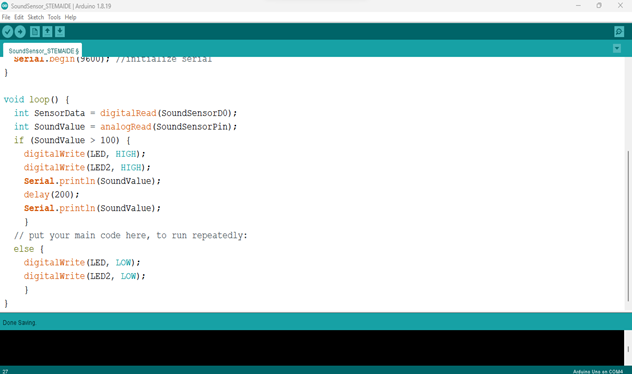 SoundSensor_STEMAIDE | Arduino 1.8.19
File Edit Sketch Tools Help
SoundSensor_STEMAIDE §
Serial.begin(9600); //initialize Serial
}
void loop() {
int SensorData = digitalRead(SoundSensorD0);
int SoundValue = analogRead(SoundSensorPin);
if (SoundValue > 100) {
digitalWrite(LED, HIGH);
digitalWrite(LED2, HIGH);
Serial.println(SoundValue);
delay(200);
Serial.println(SoundValue);
}
// put your main code here, to run repeatedly:
else {
digitalWrite(LED, LOW);
digitalWrite(LED2, LOW);
}
}
Done Saving.
27
Arduino Uno on COM4